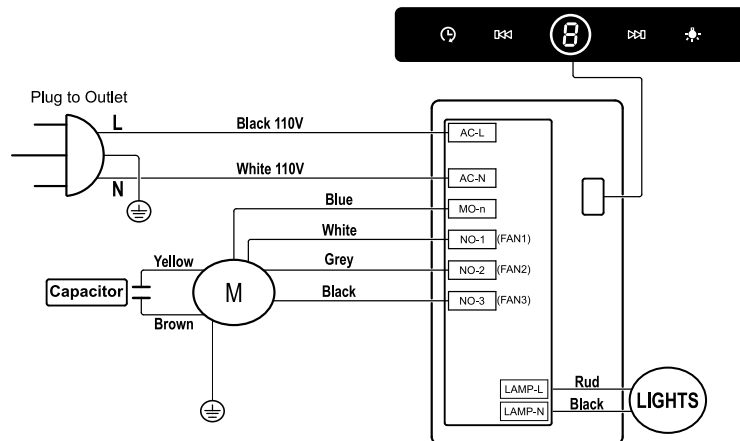 8
Plug to Outlet
L
Black 110V
AC-L
White 110V
N
AC-N
Blue
MO-n
White
NO-1 (FAN1)
Yellow
Grey
NO-2 (FAN2)
Capacitor
M
Black
NO-3 (FAN3)
Brown
LAMP-L
Rud
LIGHTS
LAMP-N
Black